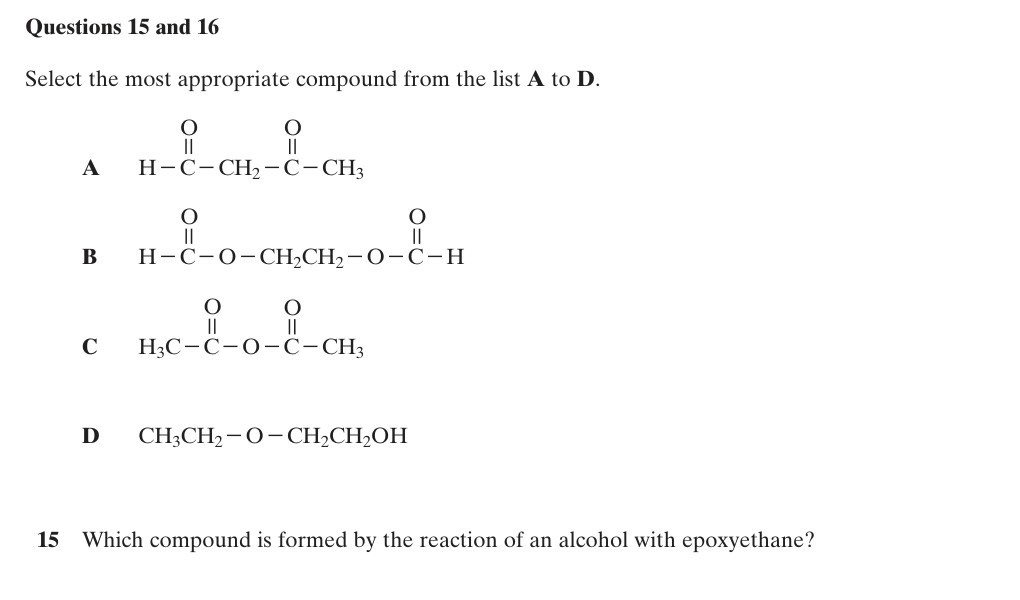 Questions 15 and 16
Select the most appropriate compound from the list A to D.
O O
|| ||
A H–C–CH₂–C–CH₃
O O
|| ||
B H–C–O–CH₂CH₂–O–C–H
O O
|| ||
C H₃C–C–O–C–CH₃
D CH₃CH₂–O–CH₂CH₂OH
15 Which compound is formed by the reaction of an alcohol with epoxyethane?